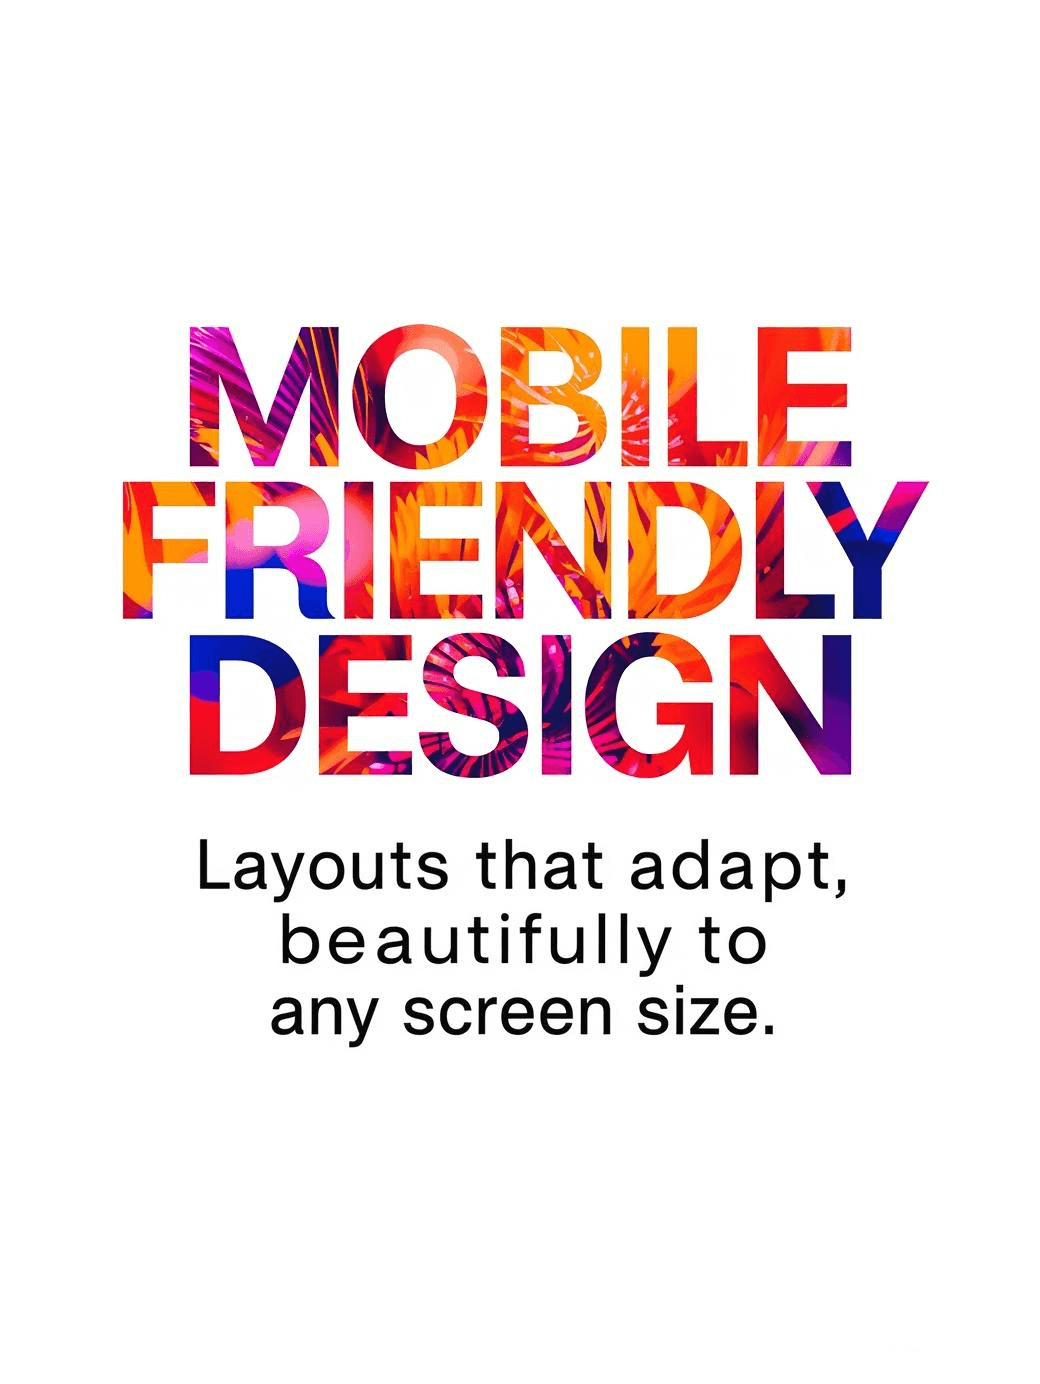 MOBILE
FRIENDLY
DESIGN
Layouts that adapt,
beautifully to
any screen size.